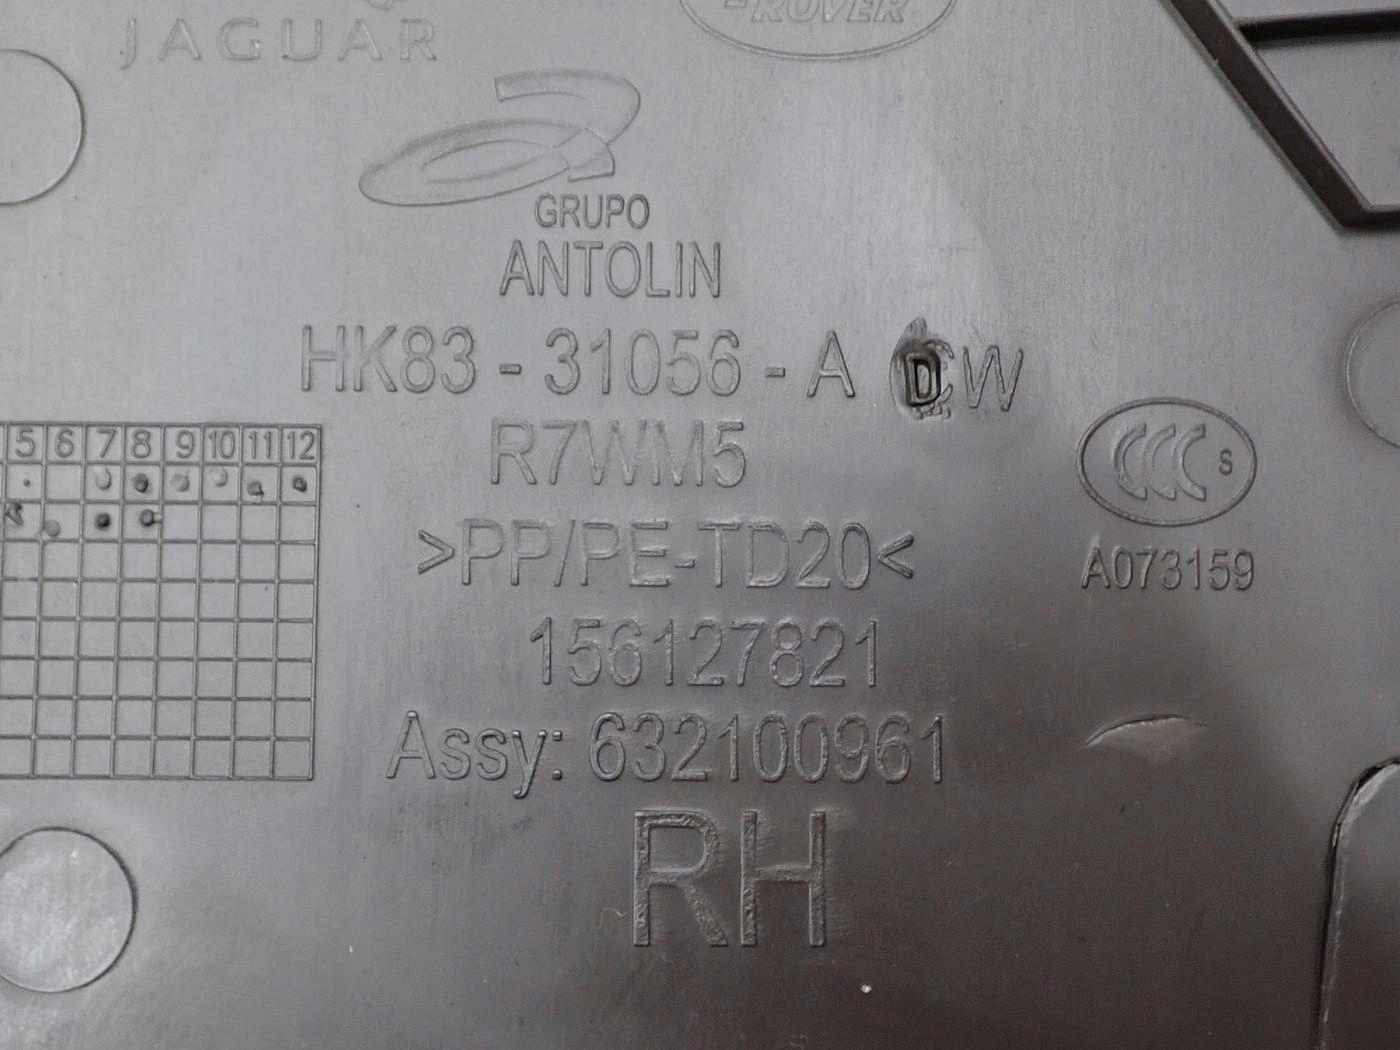 JAGUAR
-ROVER
GRUPO
ANTOLIN
HK83 - 31056 - A DW
R7WM5
>PP/PE-TD20<
156127821
Assy: 632100961
RH
5 6 7 8 9 10 11 12
CCC S
A073159